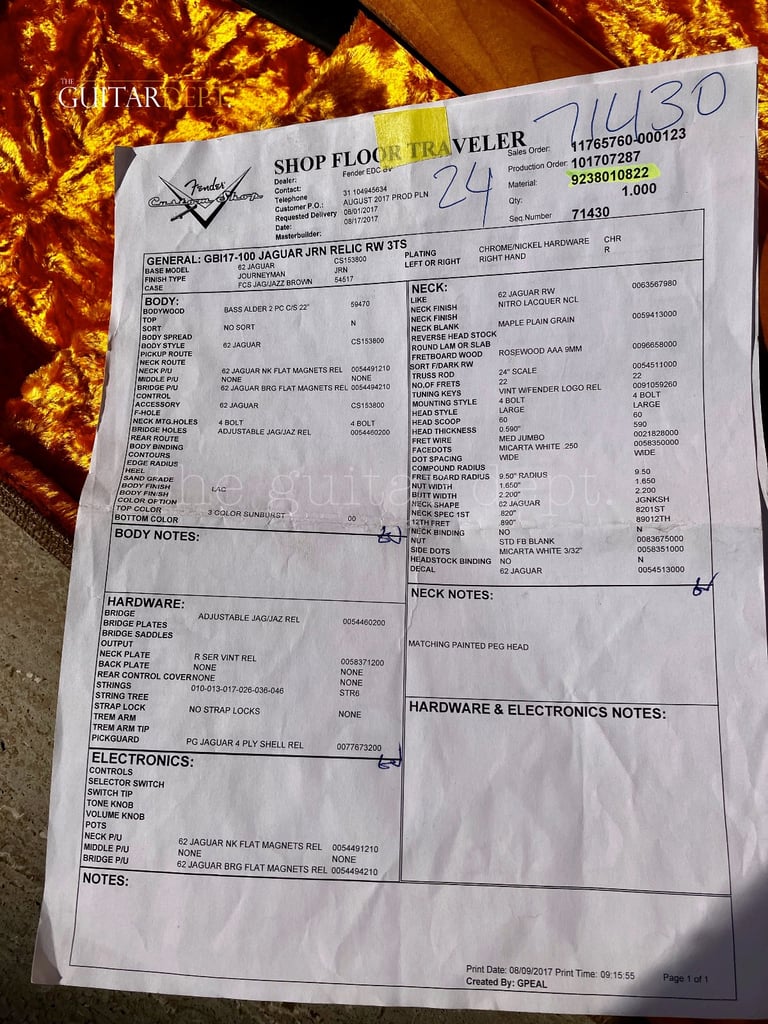 THE
GUITAR DEPT.
71430
24
Fender
Custom Shop
SHOP FLOOR TRAVELER
Dealer: Fender EDC BV
Contact:
Telephone 31 104945634
Customer P.O.: AUGUST 2017 PROD PLN
Requested Delivery 08/01/2017
Date: 08/17/2017
Masterbuilder:
Sales Order: 11765760-000123
Production Order: 101707287
Material: 9238010822
Qty: 1.000
Seq.Number 71430
GENERAL: GBI17-100 JAGUAR JRN RELIC RW 3TS
BASE MODEL 62 JAGUAR CS153800
FINISH TYPE JOURNEYMAN JRN
CASE FCS JAG/JAZZ BROWN 54517
PLATING CHROME/NICKEL HARDWARE CHR
LEFT OR RIGHT RIGHT HAND R
BODY:
BODYWOOD BASS ALDER 2 PC C/S 22" 59470
TOP
SORT NO SORT N
BODY SPREAD
BODY STYLE 62 JAGUAR CS153800
PICKUP ROUTE
NECK ROUTE
NECK P/U 62 JAGUAR NK FLAT MAGNETS REL 0054491210
MIDDLE P/U NONE NONE
BRIDGE P/U 62 JAGUAR BRG FLAT MAGNETS REL 0054494210
CONTROL
ACCESSORY 62 JAGUAR CS153800
F-HOLE
NECK MTG.HOLES 4 BOLT 4 BOLT
BRIDGE HOLES ADJUSTABLE JAG/JAZ REL 0054460200
REAR ROUTE
BODY BINDING
CONTOURS
EDGE RADIUS
HEEL
SAND GRADE
BODY FINISH LAC
BODY FINISH
COLOR OPTION
TOP COLOR 3 COLOR SUNBURST 00
BOTTOM COLOR
BODY NOTES:
HARDWARE:
BRIDGE ADJUSTABLE JAG/JAZ REL 0054460200
BRIDGE PLATES
BRIDGE SADDLES
OUTPUT
NECK PLATE R SER VINT REL 0058371200
BACK PLATE NONE NONE
REAR CONTROL COVER NONE NONE
STRINGS 010-013-017-026-036-046 STR6
STRING TREE
STRAP LOCK NO STRAP LOCKS NONE
TREM ARM
TREM ARM TIP
PICKGUARD PG JAGUAR 4 PLY SHELL REL 0077673200
ELECTRONICS:
CONTROLS
SELECTOR SWITCH
SWITCH TIP
TONE KNOB
VOLUME KNOB
POTS
NECK P/U 62 JAGUAR NK FLAT MAGNETS REL 0054491210
MIDDLE P/U NONE NONE
BRIDGE P/U 62 JAGUAR BRG FLAT MAGNETS REL 0054494210
NECK:
LIKE 62 JAGUAR RW 0063567980
NECK FINISH NITRO LACQUER NCL
NECK FINISH
NECK BLANK MAPLE PLAIN GRAIN 0059413000
REVERSE HEAD STOCK
ROUND LAM OR SLAB
FRETBOARD WOOD ROSEWOOD AAA 9MM 0096658000
SORT F/DARK RW
TRUSS ROD 24" SCALE 0054511000
NO.OF FRETS 22 22
TUNING KEYS VINT W/FENDER LOGO REL 0091059260
MOUNTING STYLE 4 BOLT 4 BOLT
HEAD STYLE LARGE LARGE
HEAD SCOOP 60 60
HEAD THICKNESS 0.590" 590
FRET WIRE MED JUMBO 0021828000
FACEDOTS MICARTA WHITE .250 0058350000
DOT SPACING WIDE WIDE
COMPOUND RADIUS
FRET BOARD RADIUS 9.50" RADIUS 9.50
NUT WIDTH 1.650" 1.650
BUTT WIDTH 2.200" 2.200
NECK SHAPE 62 JAGUAR JGNKSH
NECK SPEC 1ST .820" 8201ST
12TH FRET .890" 89012TH
NECK BINDING NO N
NUT STD FB BLANK 0083675000
SIDE DOTS MICARTA WHITE 3/32" 0058351000
HEADSTOCK BINDING NO N
DECAL 62 JAGUAR 0054513000
NECK NOTES:
MATCHING PAINTED PEG HEAD
HARDWARE & ELECTRONICS NOTES:
NOTES:
the guitar dept.
Print Date: 08/09/2017 Print Time: 09:15:55
Created By: GPEAL
Page 1 of 1